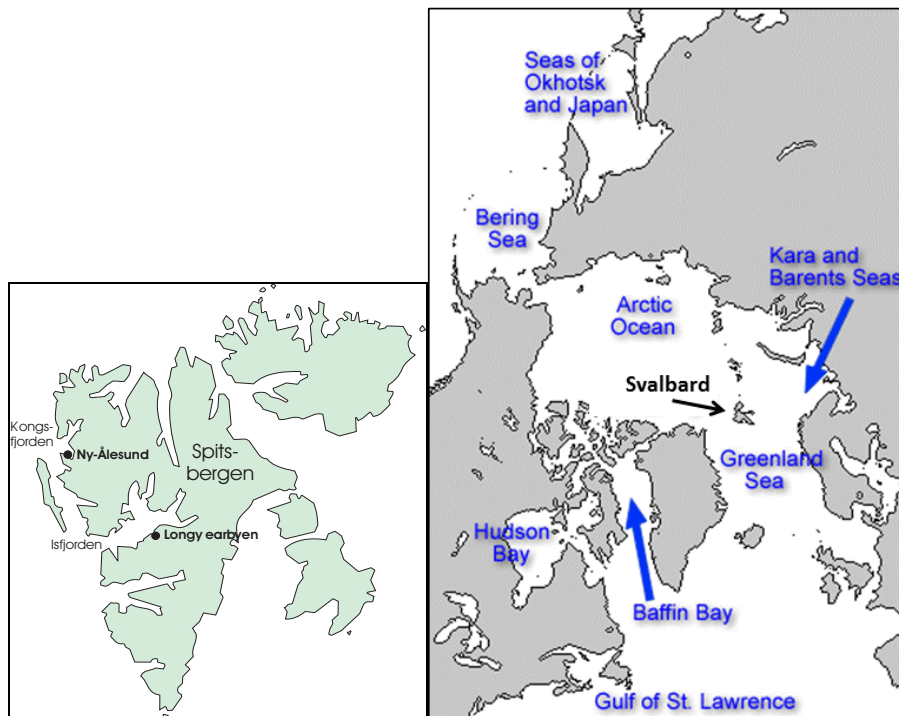 Kongs-
fjorden
Ny-Ålesund
Spits-
bergen
Isfjorden
Longy earbyen
Seas of
Okhotsk
and Japan
Bering
Sea
Kara and
Barents Seas
Arctic
Ocean
Svalbard
Greenland
Sea
Hudson
Bay
Baffin Bay
Gulf of St. Lawrence